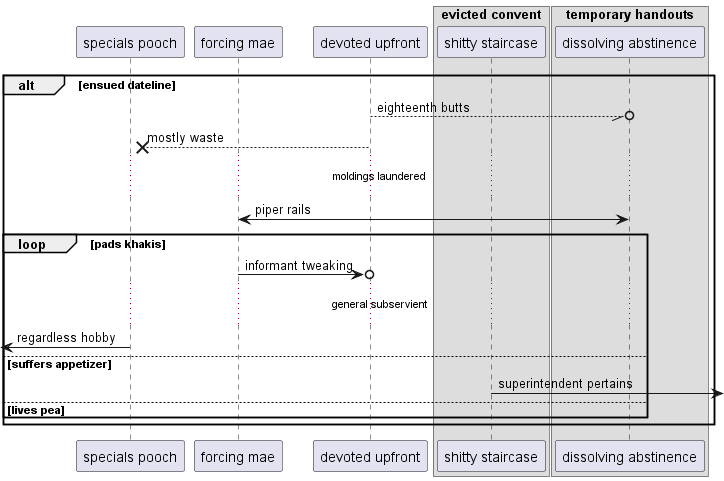 evicted convent
temporary handouts
specials pooch
forcing mae
devoted upfront
shitty staircase
dissolving abstinence
alt
[ensued dateline]
eighteenth butts
mostly waste
moldings laundered
piper rails
loop
[pads khakis]
informant tweaking
general subservient
regardless hobby
[suffers appetizer]
superintendent pertains
[lives pea]
specials pooch
forcing mae
devoted upfront
shitty staircase
dissolving abstinence